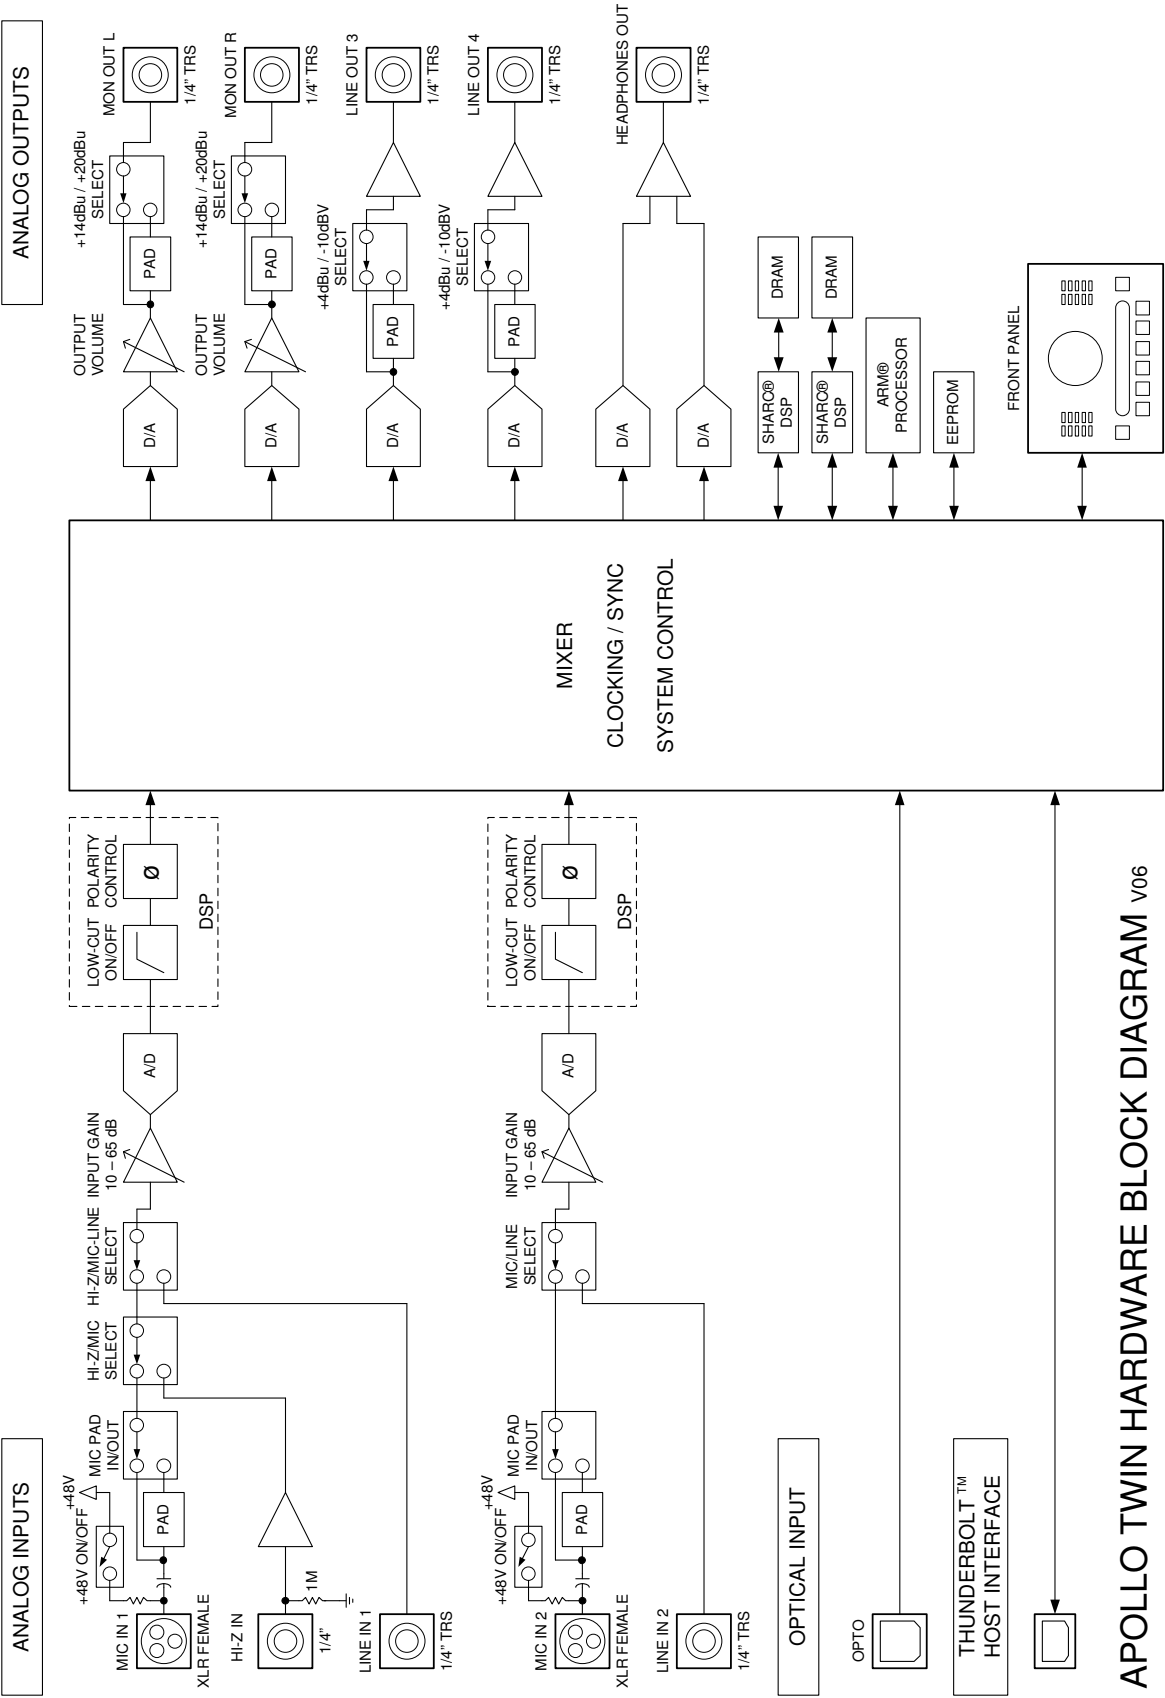 ANALOG INPUTS
ANALOG OUTPUTS
MIC IN 1
XLR FEMALE
+48V ON/OFF
+48V
PAD
MIC PAD
IN/OUT
HI-Z/MIC
SELECT
HI-Z/MIC-LINE
SELECT
INPUT GAIN
10 – 65 dB
A/D
LOW-CUT
ON/OFF
POLARITY
CONTROL
Ø
DSP
HI-Z IN
1/4"
1M
LINE IN 1
1/4" TRS
MIC IN 2
XLR FEMALE
+48V ON/OFF
+48V
PAD
MIC PAD
IN/OUT
MIC/LINE
SELECT
INPUT GAIN
10 – 65 dB
A/D
LOW-CUT
ON/OFF
POLARITY
CONTROL
Ø
DSP
LINE IN 2
1/4" TRS
OPTICAL INPUT
OPTO
THUNDERBOLT™
HOST INTERFACE
MIXER
CLOCKING / SYNC
SYSTEM CONTROL
D/A
OUTPUT
VOLUME
PAD
+14dBu / +20dBu
SELECT
MON OUT L
1/4" TRS
D/A
OUTPUT
VOLUME
PAD
+14dBu / +20dBu
SELECT
MON OUT R
1/4" TRS
D/A
PAD
+4dBu / -10dBV
SELECT
LINE OUT 3
1/4" TRS
D/A
PAD
+4dBu / -10dBV
SELECT
LINE OUT 4
1/4" TRS
D/A
D/A
HEADPHONES OUT
1/4" TRS
SHARC®
DSP
DRAM
SHARC®
DSP
DRAM
ARM®
PROCESSOR
EEPROM
FRONT PANEL
APOLLO TWIN HARDWARE BLOCK DIAGRAM V06